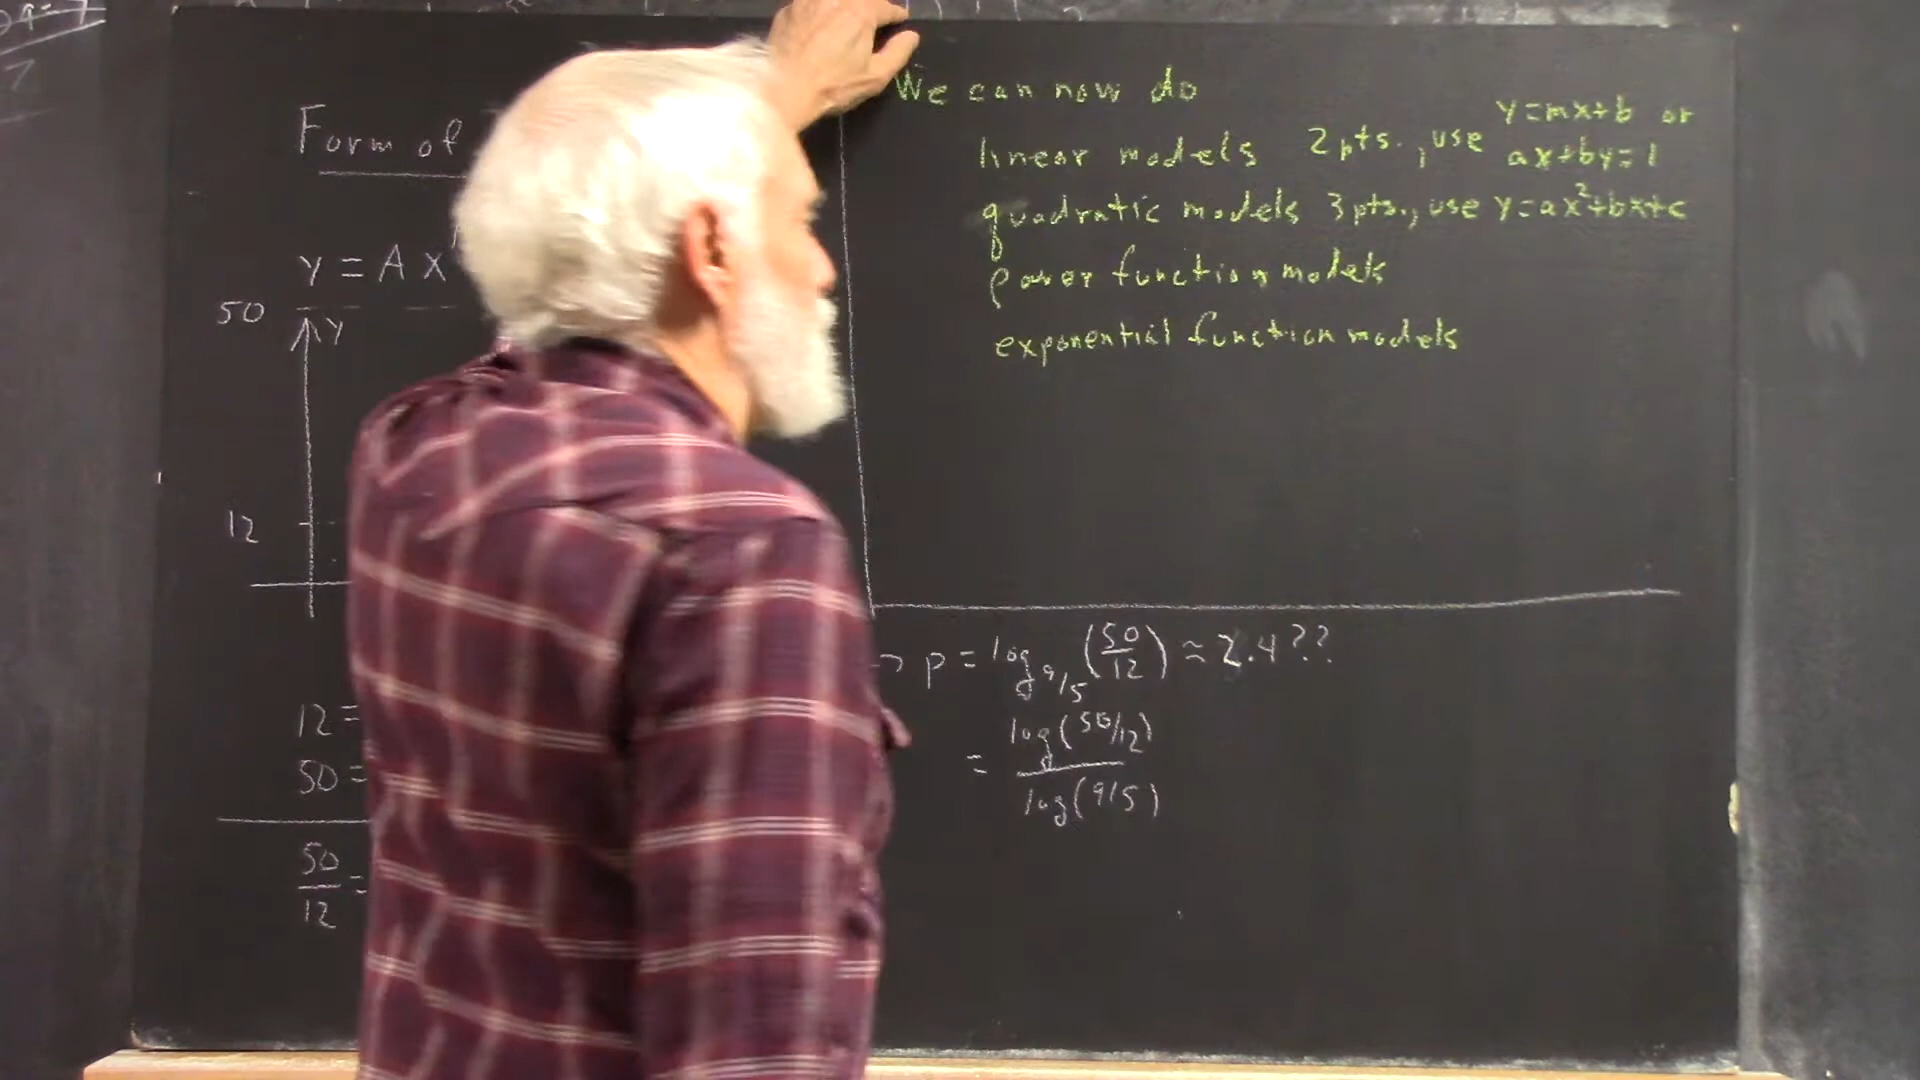 Form of
y = A x
50
y
12
12 =
50 =
50/12 =
We can now do
linear models 2 pts., use y=mx+b or ax+by=1
quadratic models 3 pts., use y=ax²+bx+c
power function models
exponential function models
p = log_9/5 (50/12) ≈ 2.4??
= log(50/12) / log(9/5)